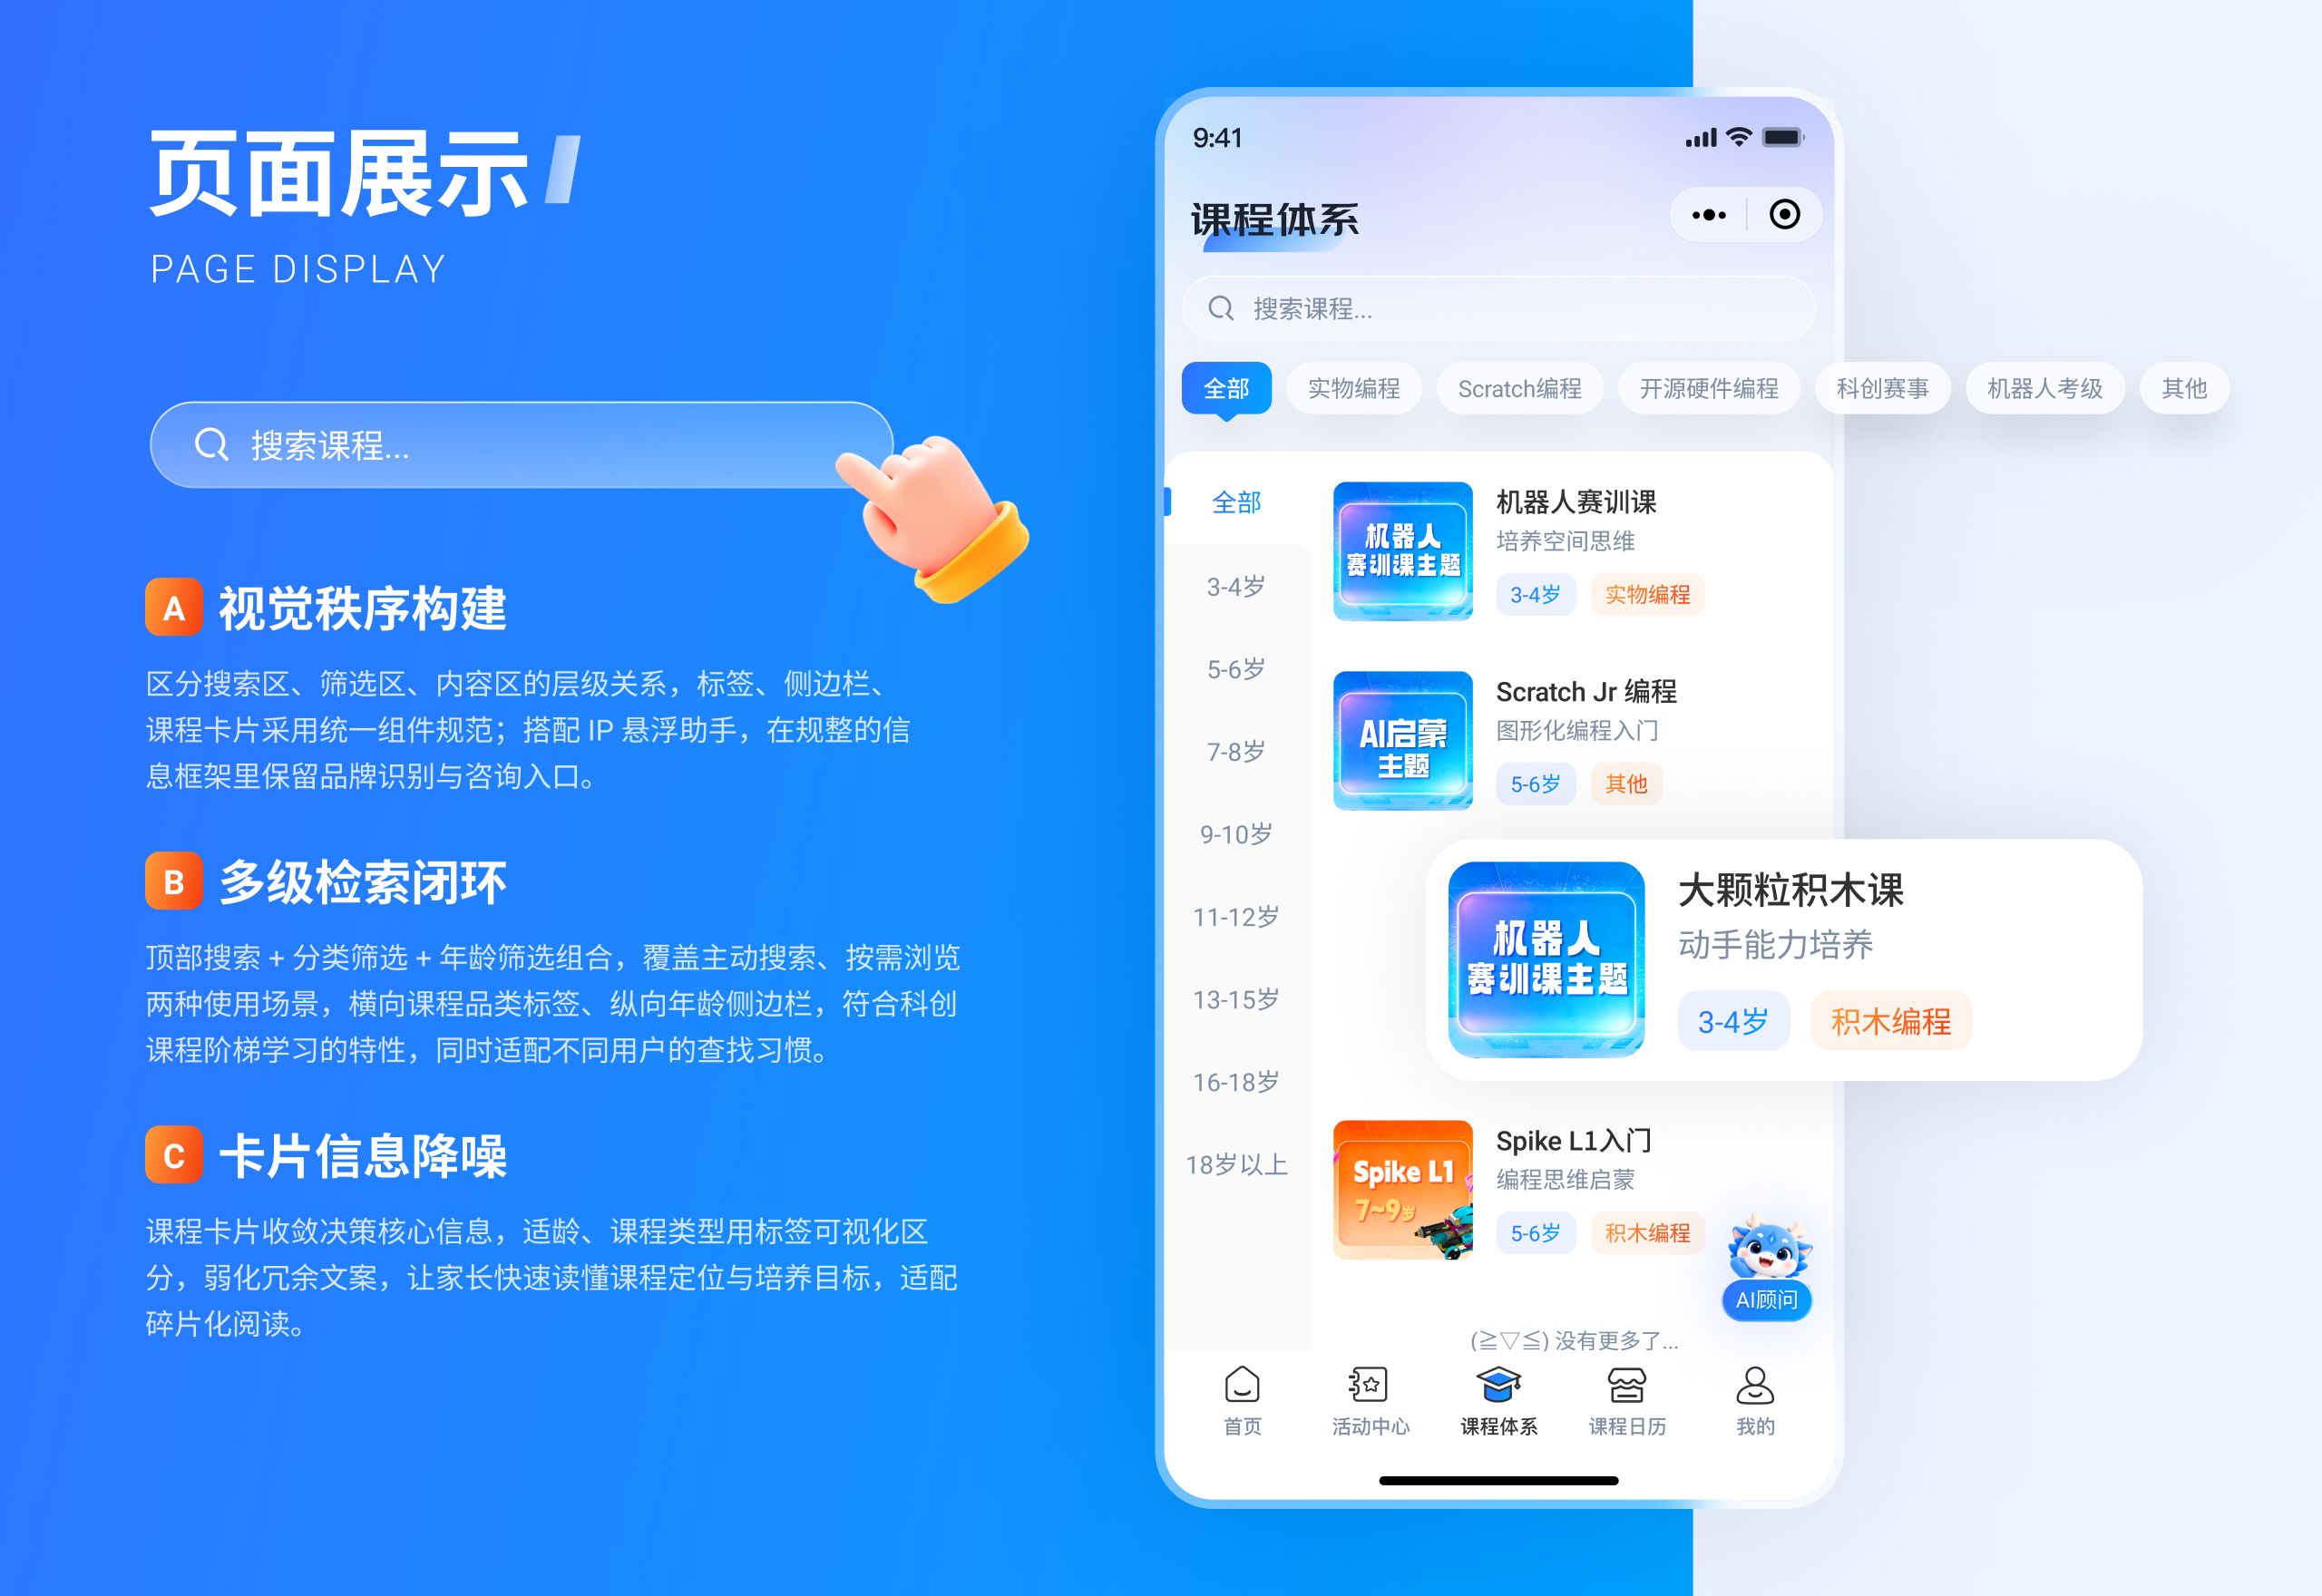 页面展示
PAGE DISPLAY
搜索课程...
A 视觉秩序构建
区分搜索区、筛选区、内容区的层级关系，标签、侧边栏、
课程卡片采用统一组件规范；搭配 IP 悬浮助手，在规整的信
息框架里保留品牌识别与咨询入口。
B 多级检索闭环
顶部搜索 + 分类筛选 + 年龄筛选组合，覆盖主动搜索、按需浏览
两种使用场景，横向课程品类标签、纵向年龄侧边栏，符合科创
课程阶梯学习的特性，同时适配不同用户的查找习惯。
C 卡片信息降噪
课程卡片收敛决策核心信息，适龄、课程类型用标签可视化区
分，弱化冗余文案，让家长快速读懂课程定位与培养目标，适配
碎片化阅读。
9:41
课程体系
搜索课程...
全部 实物编程 Scratch编程 开源硬件编程 科创赛事 机器人考级 其他
全部
3-4岁
5-6岁
7-8岁
9-10岁
11-12岁
13-15岁
16-18岁
18岁以上
机器人
赛训课主题
机器人赛训课
培养空间思维
3-4岁 实物编程
AI启蒙
主题
Scratch Jr 编程
图形化编程入门
5-6岁 其他
机器人
赛训课主题
大颗粒积木课
动手能力培养
3-4岁 积木编程
Spike L1
7~9岁
Spike L1入门
编程思维启蒙
5-6岁 积木编程
AI顾问
(≧▽≦) 没有更多了...
首页 活动中心 课程体系 课程日历 我的